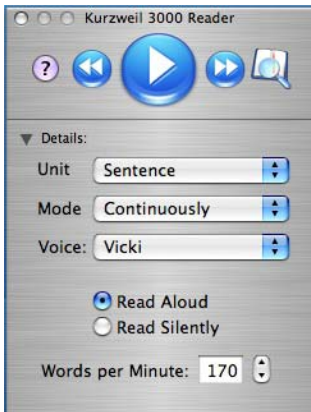 Kurzweil 3000 Reader
?
Details:
Unit Sentence
Mode Continuously
Voice: Vicki
Read Aloud
Read Silently
Words per Minute: 170